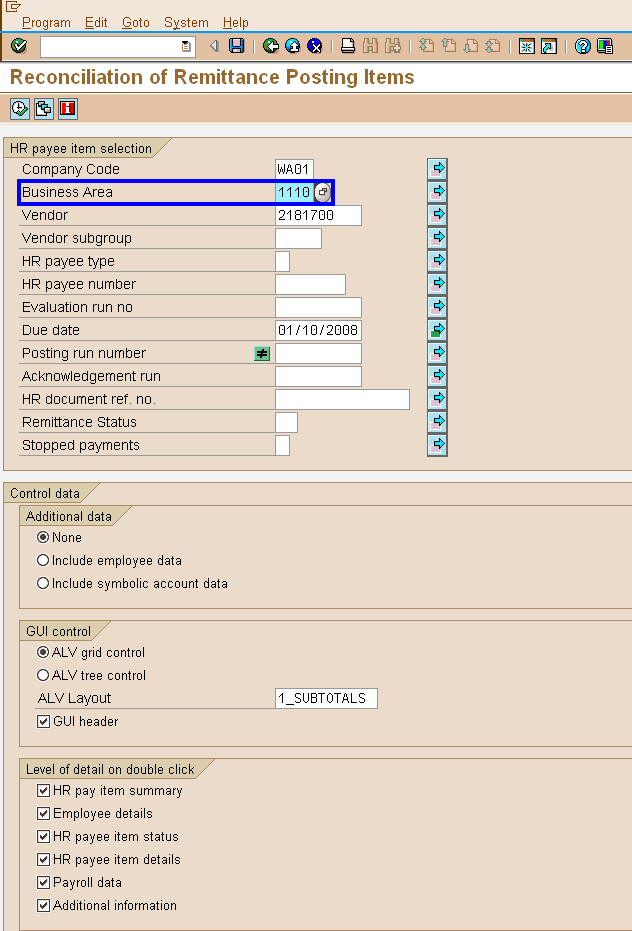 Program Edit Goto System Help
Reconciliation of Remittance Posting Items
HR payee item selection
Company Code WA01
Business Area 1110
Vendor 2181700
Vendor subgroup
HR payee type
HR payee number
Evaluation run no
Due date 01/10/2008
Posting run number
Acknowledgement run
HR document ref. no.
Remittance Status
Stopped payments
Control data
Additional data
None
Include employee data
Include symbolic account data
GUI control
ALV grid control
ALV tree control
ALV Layout 1_SUBTOTALS
GUI header
Level of detail on double click
HR pay item summary
Employee details
HR payee item status
HR payee item details
Payroll data
Additional information